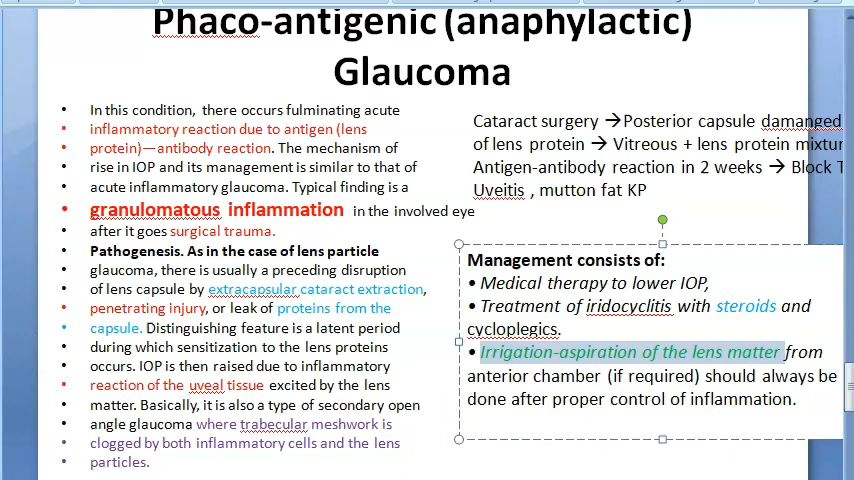 Phaco-antigenic (anaphylactic)
Glaucoma
• In this condition, there occurs fulminating acute
• inflammatory reaction due to antigen (lens
• protein)—antibody reaction. The mechanism of
• rise in IOP and its management is similar to that of
• acute inflammatory glaucoma. Typical finding is a
• granulomatous inflammation in the involved eye
• after it goes surgical trauma.
• Pathogenesis. As in the case of lens particle
• glaucoma, there is usually a preceding disruption
• of lens capsule by extracapsular cataract extraction,
• penetrating injury, or leak of proteins from the
• capsule. Distinguishing feature is a latent period
• during which sensitization to the lens proteins
• occurs. IOP is then raised due to inflammatory
• reaction of the uveal tissue excited by the lens
• matter. Basically, it is also a type of secondary open
• angle glaucoma where trabecular meshwork is
• clogged by both inflammatory cells and the lens
• particles.
Cataract surgery →Posterior capsule damanged
of lens protein → Vitreous + lens protein
Antigen-antibody reaction in 2 weeks → Block
Uveitis , mutton fat KP
Management consists of:
• Medical therapy to lower IOP,
• Treatment of iridocyclitis with steroids and
cycloplegics.
• Irrigation-aspiration of the lens matter from
anterior chamber (if required) should always be
done after proper control of inflammation.